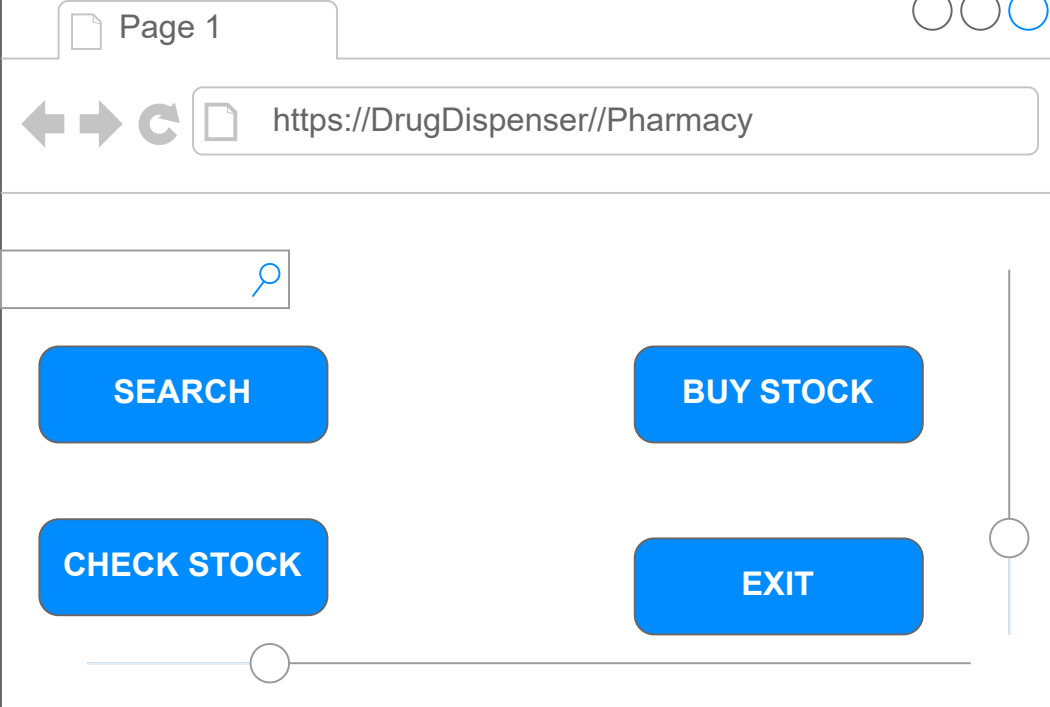 Page 1
https://DrugDispenser//Pharmacy
SEARCH
BUY STOCK
CHECK STOCK
EXIT